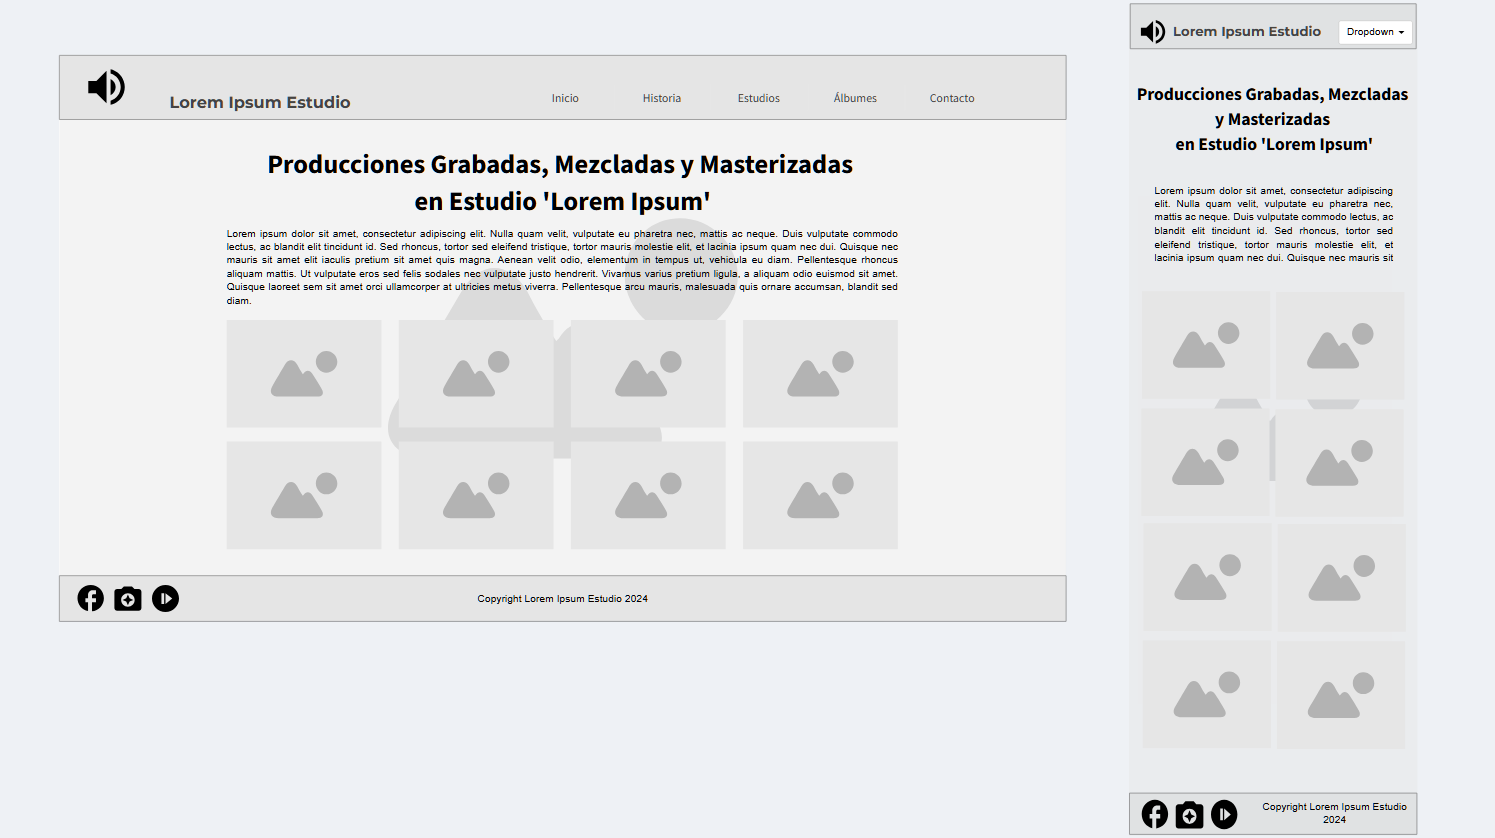 Lorem Ipsum Estudio
Inicio
Historia
Estudios
Álbumes
Contacto
Producciones Grabadas, Mezcladas y Masterizadas
en Estudio 'Lorem Ipsum'
Lorem ipsum dolor sit amet, consectetur adipiscing elit. Nulla quam velit, vulputate eu pharetra nec, mattis ac neque. Duis vulputate commodo
lectus, ac blandit elit tincidunt id. Sed rhoncus, tortor sed eleifend tristique, tortor mauris molestie elit, et lacinia ipsum quam nec dui. Quisque nec
mauris sit amet elit iaculis pretium sit amet quis magna. Aenean velit odio, elementum in tempus ut, vehicula eu diam. Pellentesque rhoncus
aliquam mattis. Ut vulputate eros sed felis sodales nec vulputate justo hendrerit. Vivamus varius pretium ligula, a aliquam odio euismod sit amet.
Quisque laoreet sem sit amet orci ullamcorper at ultricies metus viverra. Pellentesque arcu mauris, malesuada quis ornare accumsan, blandit sed
diam.
Copyright Lorem Ipsum Estudio 2024
Lorem Ipsum Estudio
Dropdown
Producciones Grabadas, Mezcladas
y Masterizadas
en Estudio 'Lorem Ipsum'
Lorem ipsum dolor sit amet, consectetur adipiscing
elit. Nulla quam velit, vulputate eu pharetra nec,
mattis ac neque. Duis vulputate commodo lectus, ac
blandit elit tincidunt id. Sed rhoncus, tortor sed
eleifend tristique, tortor mauris molestie elit, et
lacinia ipsum quam nec dui. Quisque nec mauris sit
Copyright Lorem Ipsum Estudio
2024